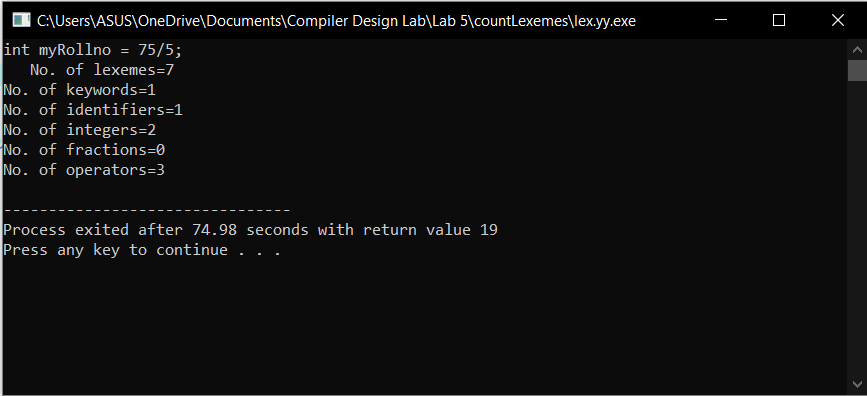 C:\Users\ASUS\OneDrive\Documents\Compiler Design Lab\Lab 5\countLexemes\lex.yy.exe
int myRollno = 75/5;
   No. of lexemes=7
No. of keywords=1
No. of identifiers=1
No. of integers=2
No. of fractions=0
No. of operators=3
--------------------------------
Process exited after 74.98 seconds with return value 19
Press any key to continue . . .